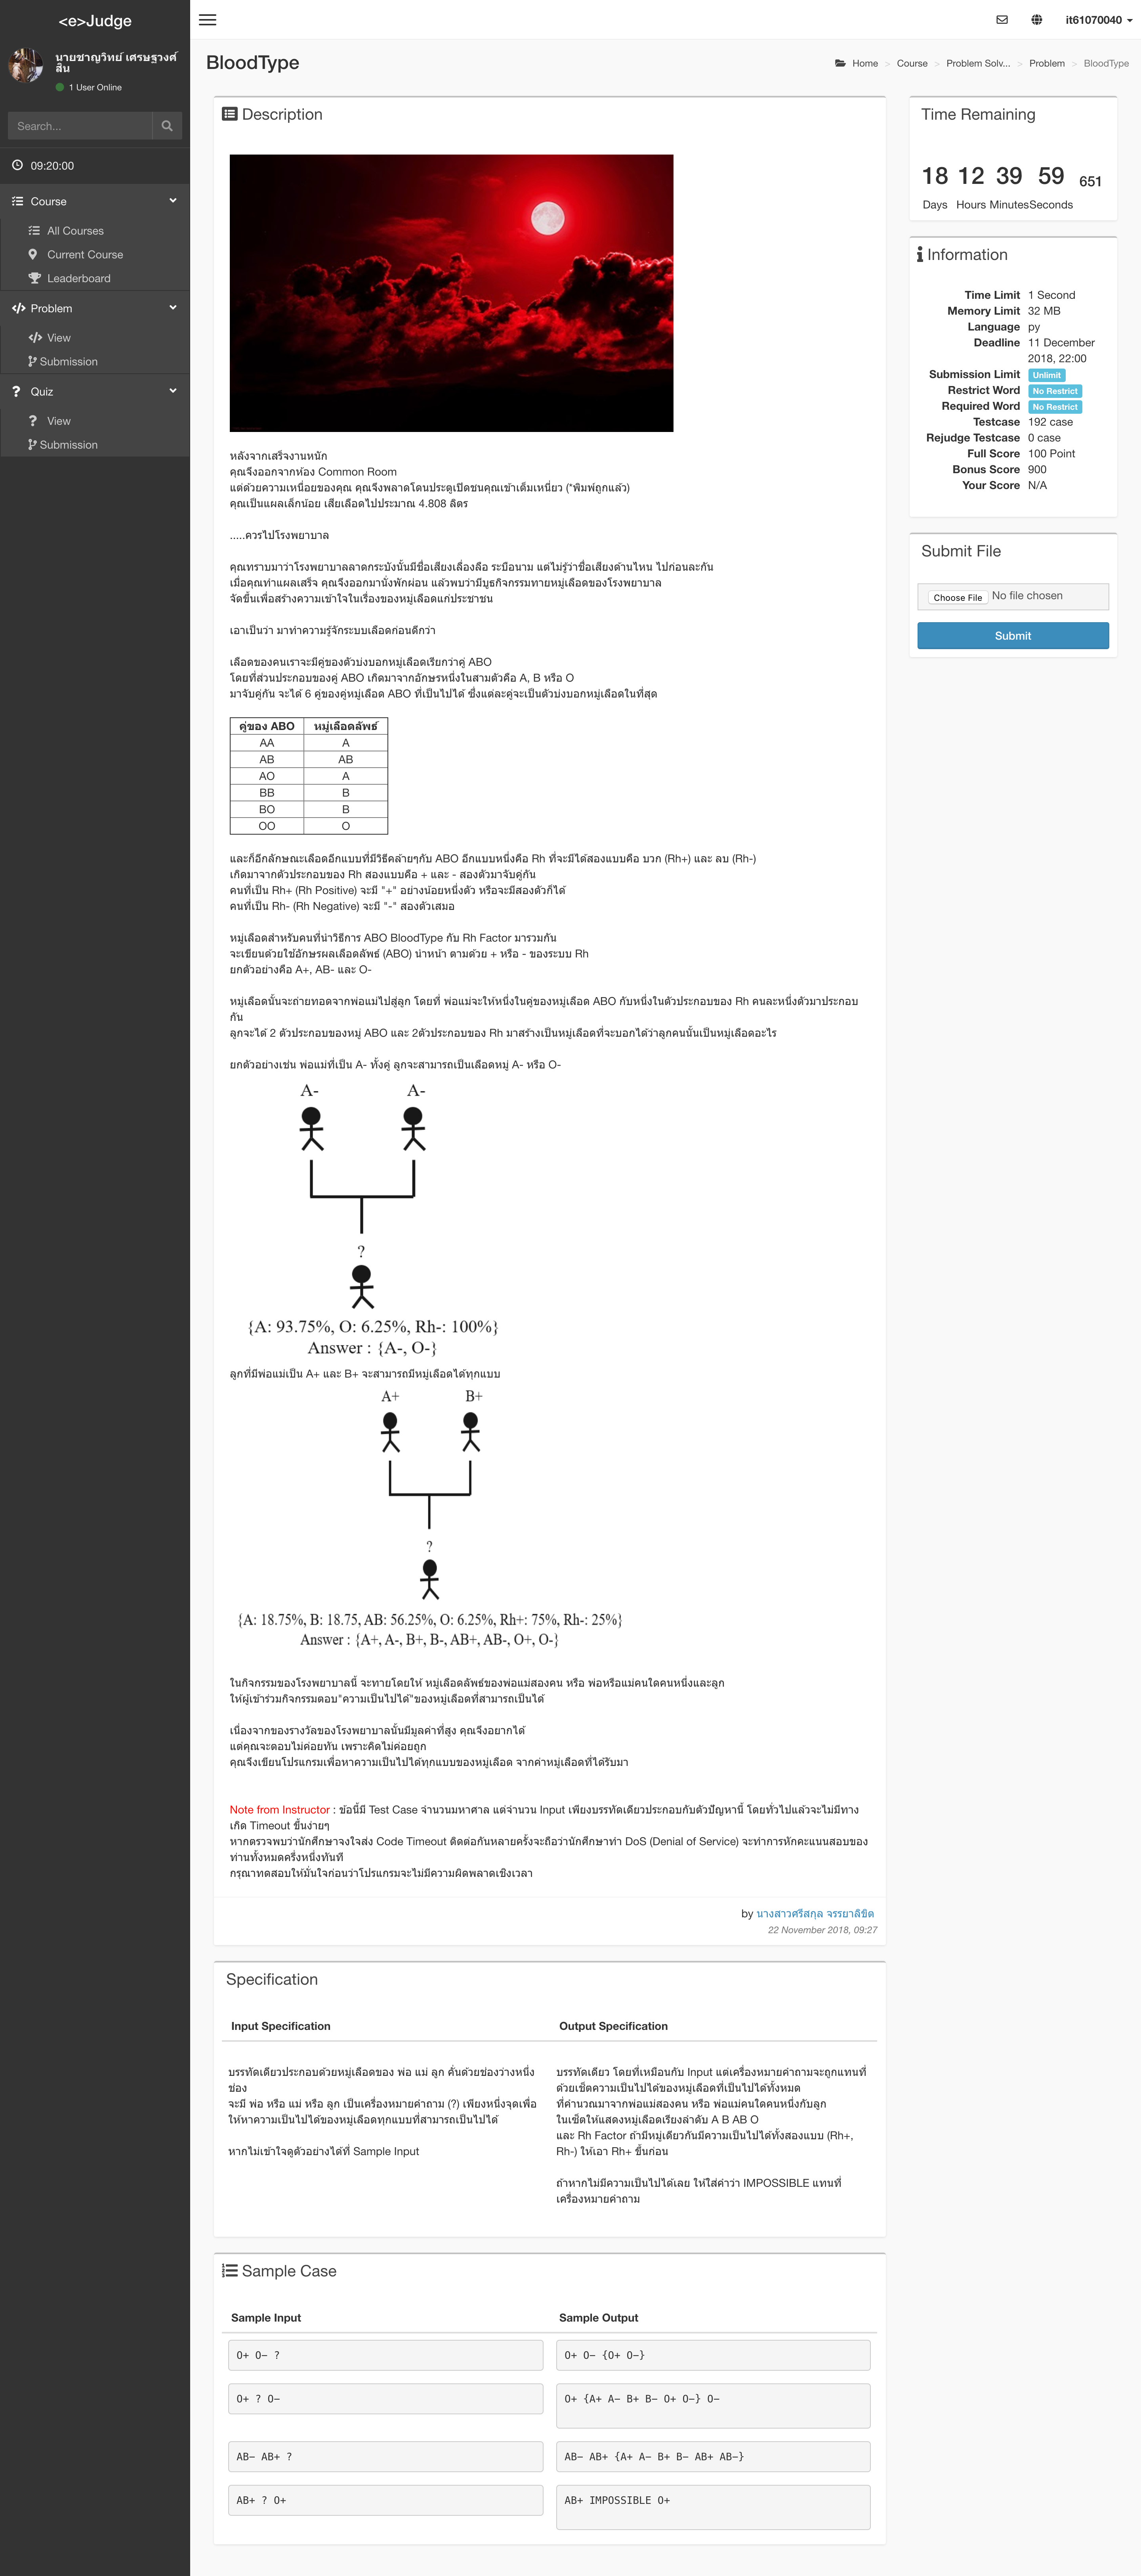 <e>Judge
it61070040
นายชาญวิทย์ เศรษฐวงศ์
สิน
1 User Online
Search...
09:20:00
Course
All Courses
Current Course
Leaderboard
Problem
View
Submission
Quiz
View
Submission
BloodType
Home > Course > Problem Solv... > Problem > BloodType
Description
หลังจากเสร็จงานหนัก
คุณจึงออกจากห้อง Common Room
แต่ด้วยความเหนื่อยของคุณ คุณจึงพลาดโดนประตูเปิดชนคุณเข้าเต็มเหนี่ยว (*พิมพ์ถูกแล้ว)
คุณเป็นแผลเล็กน้อย เสียเลือดไปประมาณ 4.808 ลิตร
.....ควรไปโรงพยาบาล
คุณทราบมาว่าโรงพยาบาลลาดกระบังนั้นมีชื่อเสียงเลื่องลือ ระบือนาม แต่ไม่รู้ว่าชื่อเสียงด้านไหน ไปก่อนละกัน
เมื่อคุณทำแผลเสร็จ คุณจึงออกมานั่งพักผ่อน แล้วพบว่ามีบูธกิจกรรมทายหมู่เลือดของโรงพยาบาล
จัดขึ้นเพื่อสร้างความเข้าใจในเรื่องของหมู่เลือดแก่ประชาชน
เอาเป็นว่า มาทำความรู้จักระบบเลือดก่อนดีกว่า
เลือดของคนเราจะมีคู่ของตัวบ่งบอกหมู่เลือดเรียกว่าคู่ ABO
โดยที่ส่วนประกอบของคู่ ABO เกิดมาจากอักษรหนึ่งในสามตัวคือ A, B หรือ O
มาจับคู่กัน จะได้ 6 คู่ของคู่หมู่เลือด ABO ที่เป็นไปได้ ซึ่งแต่ละคู่จะเป็นตัวบ่งบอกหมู่เลือดในที่สุด
คู่ของ ABO หมู่เลือดลัพธ์
AA A
AB AB
AO A
BB B
BO B
OO O
และก็อีกลักษณะเลือดอีกแบบที่มีวิธีคล้ายๆกับ ABO อีกแบบหนึ่งคือ Rh ที่จะมีได้สองแบบคือ บวก (Rh+) และ ลบ (Rh-)
เกิดมาจากตัวประกอบของ Rh สองแบบคือ + และ - สองตัวมาจับคู่กัน
คนที่เป็น Rh+ (Rh Positive) จะมี "+" อย่างน้อยหนึ่งตัว หรือจะมีสองตัวก็ได้
คนที่เป็น Rh- (Rh Negative) จะมี "-" สองตัวเสมอ
หมู่เลือดสำหรับคนที่นำวิธีการ ABO BloodType กับ Rh Factor มารวมกัน
จะเขียนด้วยใช้อักษรผลเลือดลัพธ์ (ABO) นำหน้า ตามด้วย + หรือ - ของระบบ Rh
ยกตัวอย่างคือ A+, AB- และ O-
หมู่เลือดนั้นจะถ่ายทอดจากพ่อแม่ไปสู่ลูก โดยที่ พ่อแม่จะให้หนึ่งในคู่ของหมู่เลือด ABO กับหนึ่งในตัวประกอบของ Rh คนละหนึ่งตัวมาประกอบ
กัน
ลูกจะได้ 2 ตัวประกอบของหมู่ ABO และ 2ตัวประกอบของ Rh มาสร้างเป็นหมู่เลือดที่จะบอกได้ว่าลูกคนนั้นเป็นหมู่เลือดอะไร
ยกตัวอย่างเช่น พ่อแม่ที่เป็น A- ทั้งคู่ ลูกจะสามารถเป็นเลือดหมู่ A- หรือ O-
A- A-
?
{A: 93.75%, O: 6.25%, Rh-: 100%}
Answer : {A-, O-}
ลูกที่มีพ่อแม่เป็น A+ และ B+ จะสามารถมีหมู่เลือดได้ทุกแบบ
A+ B+
?
{A: 18.75%, B: 18.75, AB: 56.25%, O: 6.25%, Rh+: 75%, Rh-: 25%}
Answer : {A+, A-, B+, B-, AB+, AB-, O+, O-}
ในกิจกรรมของโรงพยาบาลนี้ จะทายโดยให้ หมู่เลือดลัพธ์ของพ่อแม่สองคน หรือ พ่อหรือแม่คนใดคนหนึ่งและลูก
ให้ผู้เข้าร่วมกิจกรรมตอบ"ความเป็นไปได้"ของหมู่เลือดที่สามารถเป็นได้
เนื่องจากของรางวัลของโรงพยาบาลนั้นมีมูลค่าที่สูง คุณจึงอยากได้
แต่คุณจะตอบไม่ค่อยทัน เพราะคิดไม่ค่อยถูก
คุณจึงเขียนโปรแกรมเพื่อหาความเป็นไปได้ทุกแบบของหมู่เลือด จากค่าหมู่เลือดที่ได้รับมา
Note from Instructor : ข้อนี้มี Test Case จำนวนมหาศาล แต่จำนวน Input เพียงบรรทัดเดียวประกอบกับตัวปัญหานี้ โดยทั่วไปแล้วจะไม่มีทาง
เกิด Timeout ขึ้นง่ายๆ
หากตรวจพบว่านักศึกษาจงใจส่ง Code Timeout ติดต่อกันหลายครั้งจะถือว่านักศึกษาทำ DoS (Denial of Service) จะทำการหักคะแนนสอบของ
ท่านทั้งหมดครึ่งหนึ่งทันที
กรุณาทดสอบให้มั่นใจก่อนว่าโปรแกรมจะไม่มีความผิดพลาดเชิงเวลา
by นางสาวศรีสกุล จรรยาลิขิต
22 November 2018, 09:27
Time Remaining
18 12 39 59 651
Days Hours Minutes Seconds
Information
Time Limit 1 Second
Memory Limit 32 MB
Language py
Deadline 11 December
2018, 22:00
Submission Limit Unlimit
Restrict Word No Restrict
Required Word No Restrict
Testcase 192 case
Rejudge Testcase 0 case
Full Score 100 Point
Bonus Score 900
Your Score N/A
Submit File
Choose File No file chosen
Submit
Specification
Input Specification
บรรทัดเดียวประกอบด้วยหมู่เลือดของ พ่อ แม่ ลูก คั่นด้วยช่องว่างหนึ่ง
ช่อง
จะมี พ่อ หรือ แม่ หรือ ลูก เป็นเครื่องหมายคำถาม (?) เพียงหนึ่งจุดเพื่อ
ให้หาความเป็นไปได้ของหมู่เลือดทุกแบบที่สามารถเป็นไปได้
หากไม่เข้าใจดูตัวอย่างได้ที่ Sample Input
Output Specification
บรรทัดเดียว โดยที่เหมือนกับ Input แต่เครื่องหมายคำถามจะถูกแทนที่
ด้วยเซ็ตความเป็นไปได้ของหมู่เลือดที่เป็นไปได้ทั้งหมด
ที่คำนวณมาจากพ่อแม่สองคน หรือ พ่อแม่คนใดคนหนึ่งกับลูก
ในเซ็ตให้แสดงหมู่เลือดเรียงลำดับ A B AB O
และ Rh Factor ถ้ามีหมู่เดียวกันมีความเป็นไปได้ทั้งสองแบบ (Rh+,
Rh-) ให้เอา Rh+ ขึ้นก่อน
ถ้าหากไม่มีความเป็นไปได้เลย ให้ใส่คำว่า IMPOSSIBLE แทนที่
เครื่องหมายคำถาม
Sample Case
Sample Input Sample Output
O+ O- ? O+ O- {O+ O-}
O+ ? O- O+ {A+ A- B+ B- O+ O-} O-
AB- AB+ ? AB- AB+ {A+ A- B+ B- AB+ AB-}
AB+ ? O+ AB+ IMPOSSIBLE O+